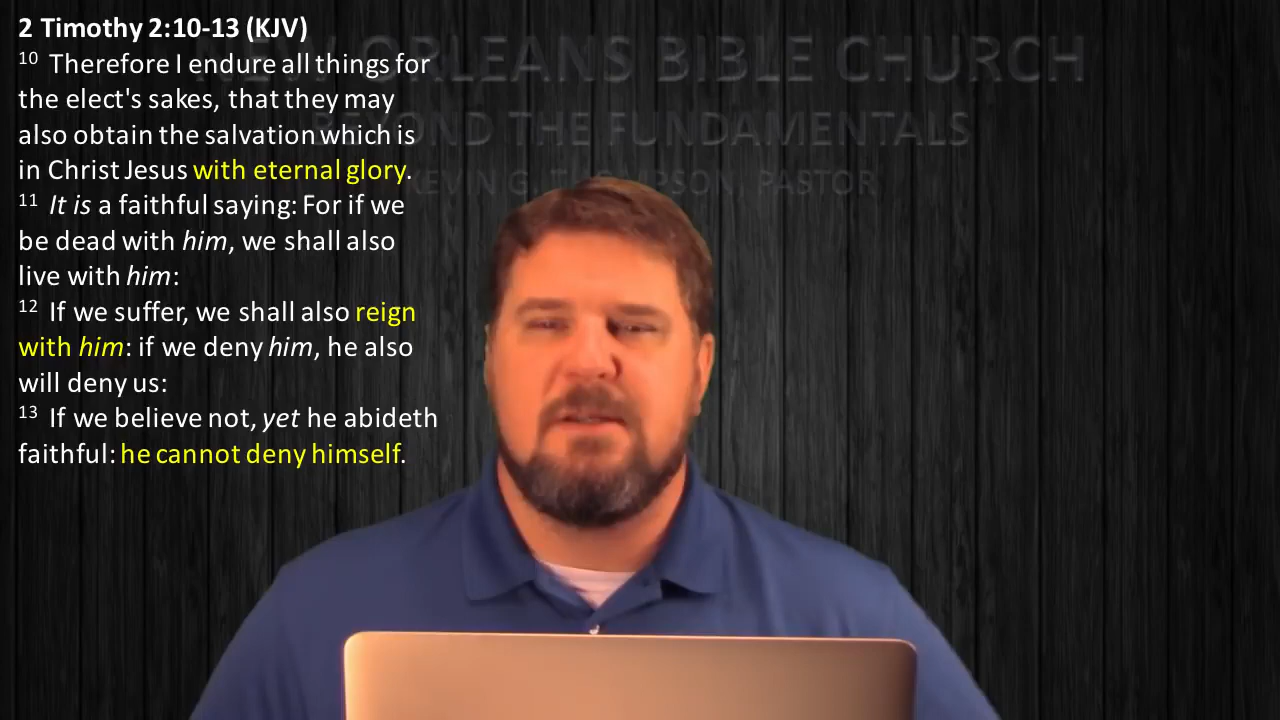 2 Timothy 2:10-13 (KJV)
10 Therefore I endure all things for
the elect's sakes, that they may
also obtain the salvation which is
in Christ Jesus with eternal glory.
11 It is a faithful saying: For if we
be dead with him, we shall also
live with him:
12 If we suffer, we shall also reign
with him: if we deny him, he also
will deny us:
13 If we believe not, yet he abideth
faithful: he cannot deny himself.
NEW ORLEANS BIBLE CHURCH
BEYOND THE FUNDAMENTALS
KEVIN G. THOMPSON, PASTOR